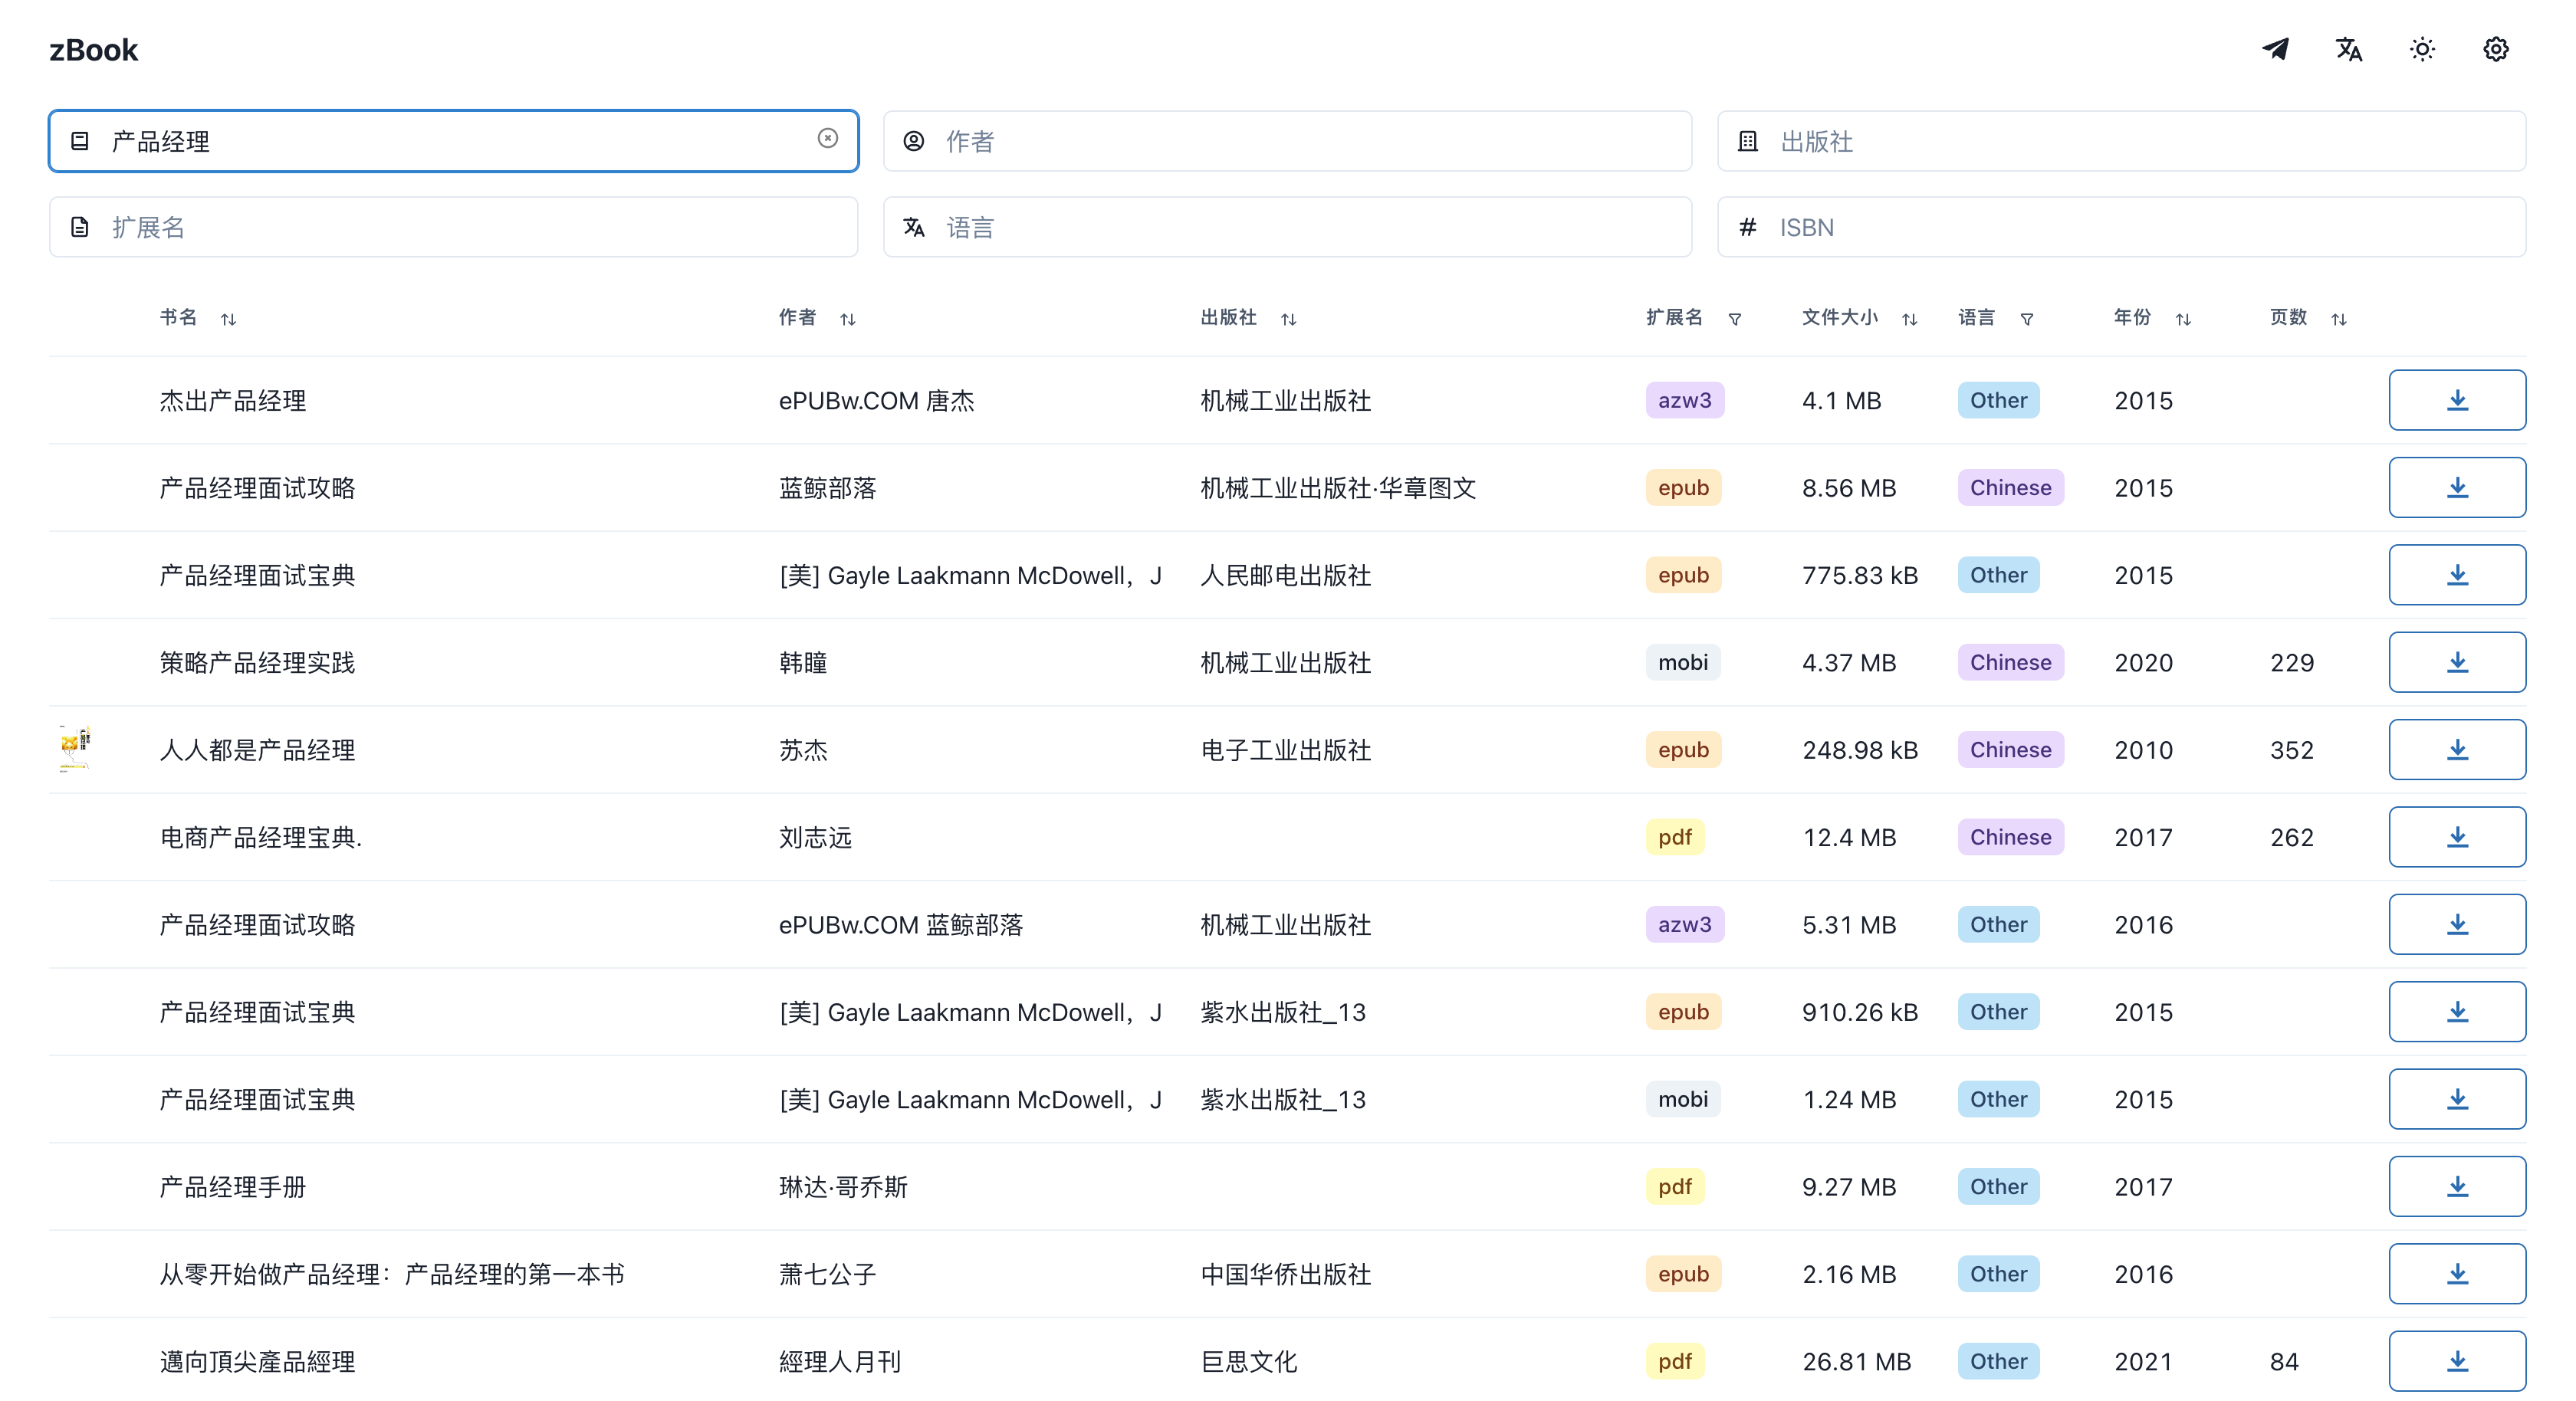 zBook
产品经理 作者 出版社
扩展名 语言 ISBN
书名 作者 出版社 扩展名 文件大小 语言 年份 页数
杰出产品经理 ePUBw.COM 唐杰 机械工业出版社 azw3 4.1 MB Other 2015
产品经理面试攻略 蓝鲸部落 机械工业出版社·华章图文 epub 8.56 MB Chinese 2015
产品经理面试宝典 [美] Gayle Laakmann McDowell，J 人民邮电出版社 epub 775.83 kB Other 2015
策略产品经理实践 韩瞳 机械工业出版社 mobi 4.37 MB Chinese 2020 229
人人都是产品经理 苏杰 电子工业出版社 epub 248.98 kB Chinese 2010 352
电商产品经理宝典. 刘志远 pdf 12.4 MB Chinese 2017 262
产品经理面试攻略 ePUBw.COM 蓝鲸部落 机械工业出版社 azw3 5.31 MB Other 2016
产品经理面试宝典 [美] Gayle Laakmann McDowell，J 紫水出版社_13 epub 910.26 kB Other 2015
产品经理面试宝典 [美] Gayle Laakmann McDowell，J 紫水出版社_13 mobi 1.24 MB Other 2015
产品经理手册 琳达·哥乔斯 pdf 9.27 MB Other 2017
从零开始做产品经理：产品经理的第一本书 萧七公子 中国华侨出版社 epub 2.16 MB Other 2016
邁向頂尖產品經理 經理人月刊 巨思文化 pdf 26.81 MB Other 2021 84